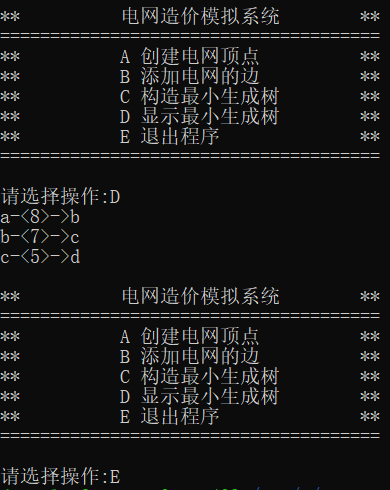 **          电网造价模拟系统        **
======================================
**          A 创建电网顶点          **
**          B 添加电网的边          **
**          C 构造最小生成树        **
**          D 显示最小生成树        **
**          E 退出程序              **
======================================
请选择操作:D
a-<8>->b
b-<7>->c
c-<5>->d
**          电网造价模拟系统        **
======================================
**          A 创建电网顶点          **
**          B 添加电网的边          **
**          C 构造最小生成树        **
**          D 显示最小生成树        **
**          E 退出程序              **
======================================
请选择操作:E